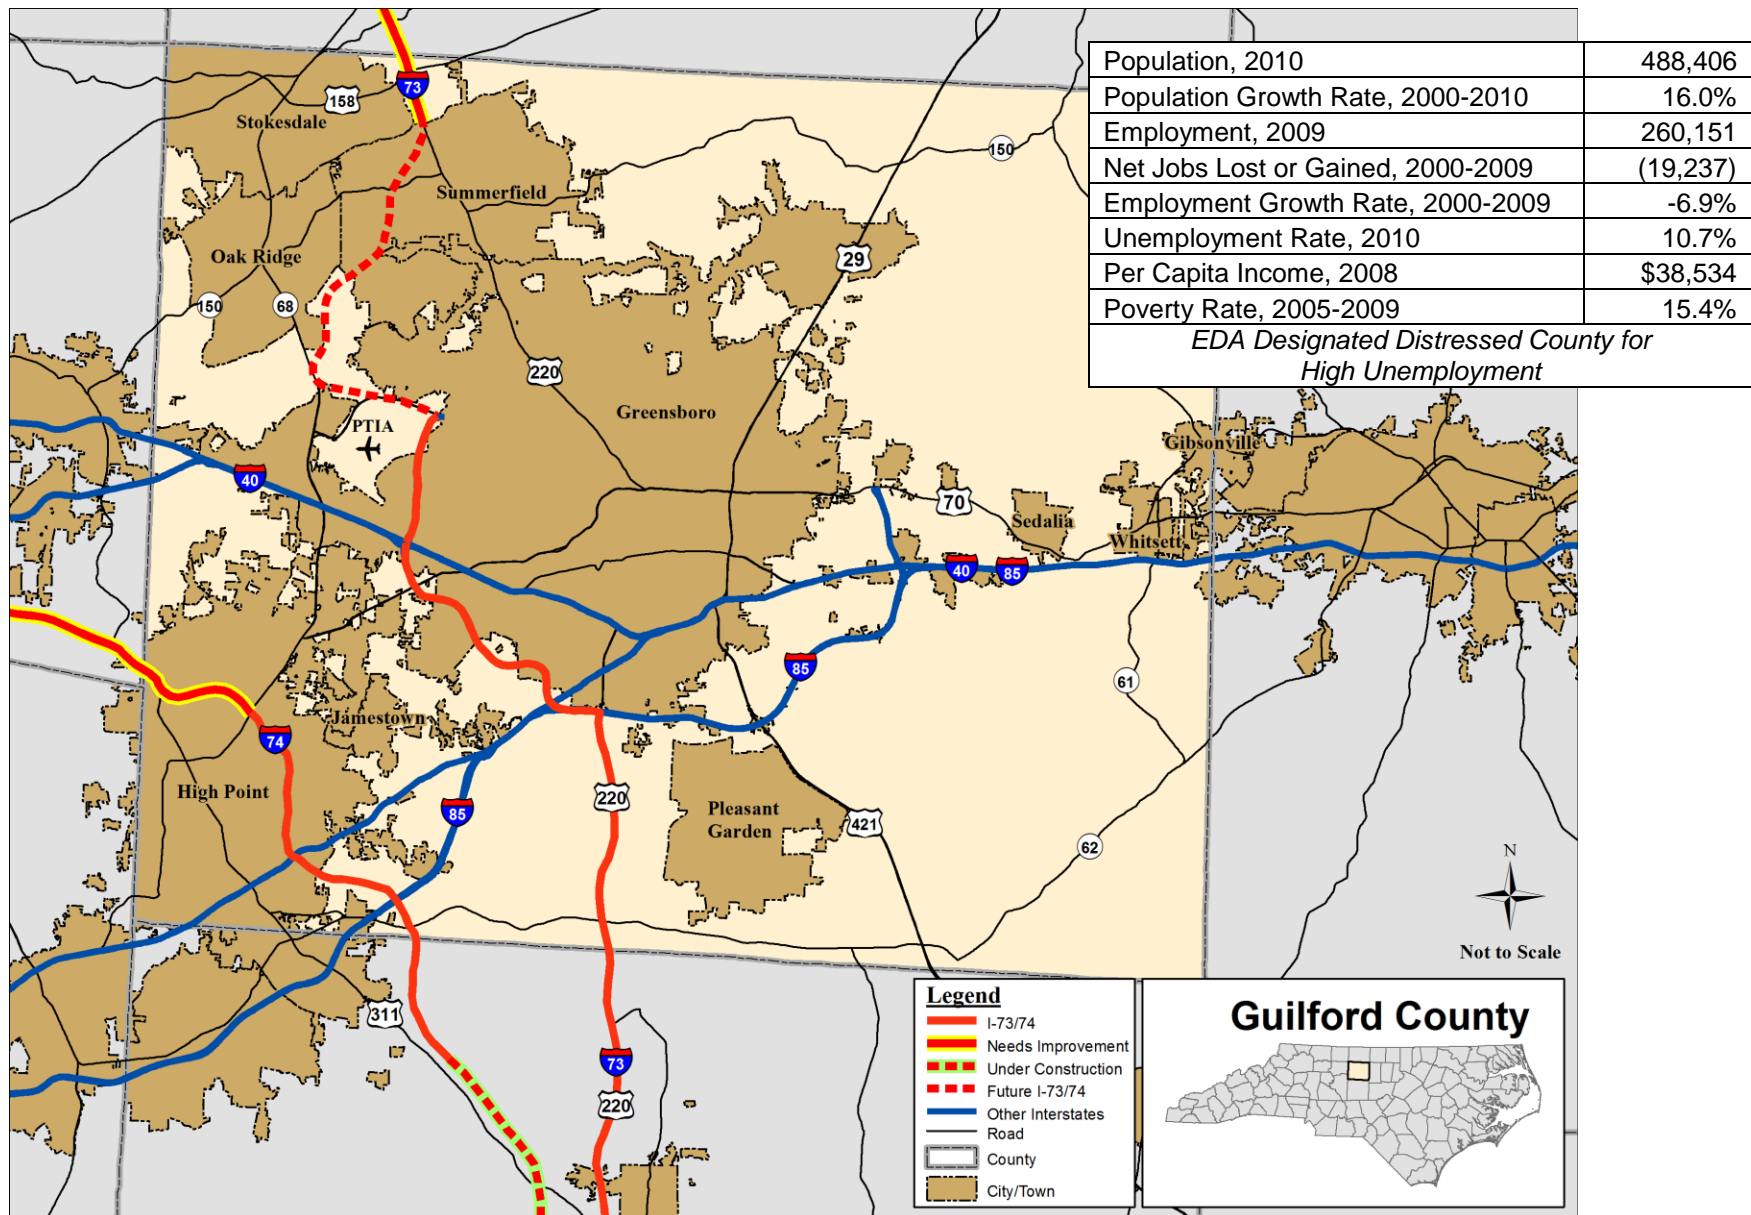 Population, 2010 488,406
Population Growth Rate, 2000-2010 16.0%
Employment, 2009 260,151
Net Jobs Lost or Gained, 2000-2009 (19,237)
Employment Growth Rate, 2000-2009 -6.9%
Unemployment Rate, 2010 10.7%
Per Capita Income, 2008 $38,534
Poverty Rate, 2005-2009 15.4%
EDA Designated Distressed County for
High Unemployment
73
158
Stokesdale
150
Summerfield
Oak Ridge
29
150
68
220
Greensboro
PTIA
Gibsonville
40
70
Sedalia
Whitsett
40
85
85
61
Jamestown
74
High Point
220
85
Pleasant
Garden
421
62
N
Not to Scale
311
73
220
Legend
I-73/74
Needs Improvement
Under Construction
Future I-73/74
Other Interstates
Road
County
City/Town
Guilford County